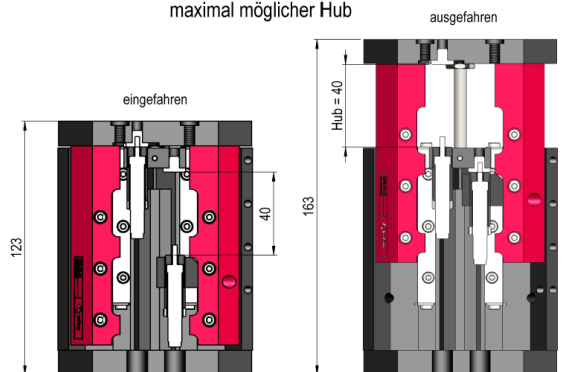 maximal möglicher Hub
eingefahren
ausgefahren
123
40
163
Hub = 40